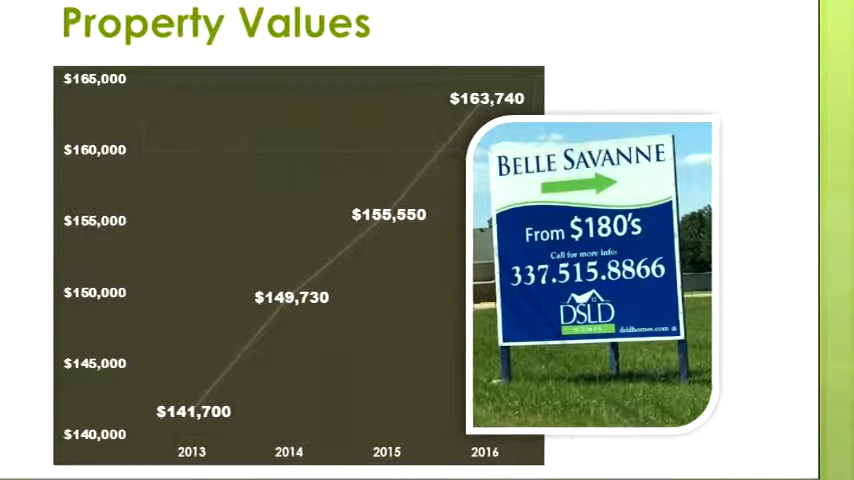 Property Values
$165,000
$163,740
$160,000
BELLE SAVANNE
$155,000
$155,550
From $180's
Call for more info:
337.515.8866
$150,000
$149,730
DSLD
HOMES
dsldhomes.com
$145,000
$141,700
$140,000
2013 2014 2015 2016